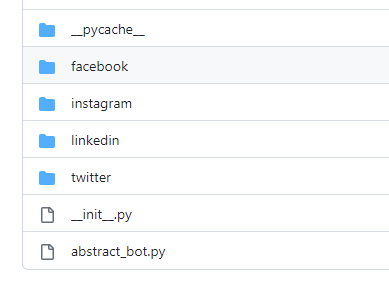 __pycache__
facebook
instagram
linkedin
twitter
__init__.py
abstract_bot.py